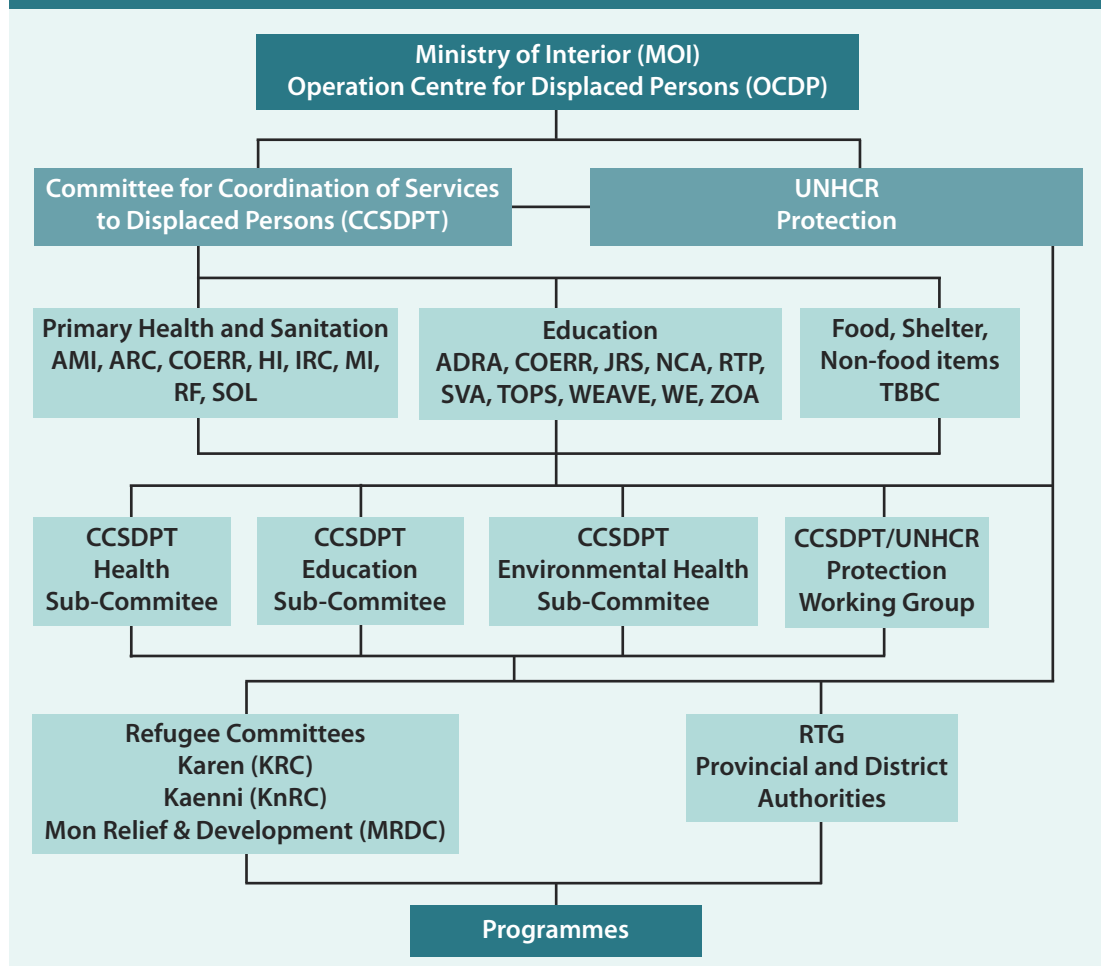 Ministry of Interior (MOI)
Operation Centre for Displaced Persons (OCDP)
Committee for Coordination of Services
to Displaced Persons (CCSDPT)
UNHCR
Protection
Primary Health and Sanitation
AMI, ARC, COERR, HI, IRC, MI,
RF, SOL
Education
ADRA, COERR, JRS, NCA, RTP,
SVA, TOPS, WEAVE, WE, ZOA
Food, Shelter,
Non-food items
TBBC
CCSDPT
Health
Sub-Commitee
CCSDPT
Education
Sub-Commitee
CCSDPT
Environmental Health
Sub-Commitee
CCSDPT/UNHCR
Protection
Working Group
Refugee Committees
Karen (KRC)
Kaenni (KnRC)
Mon Relief & Development (MRDC)
RTG
Provincial and District
Authorities
Programmes